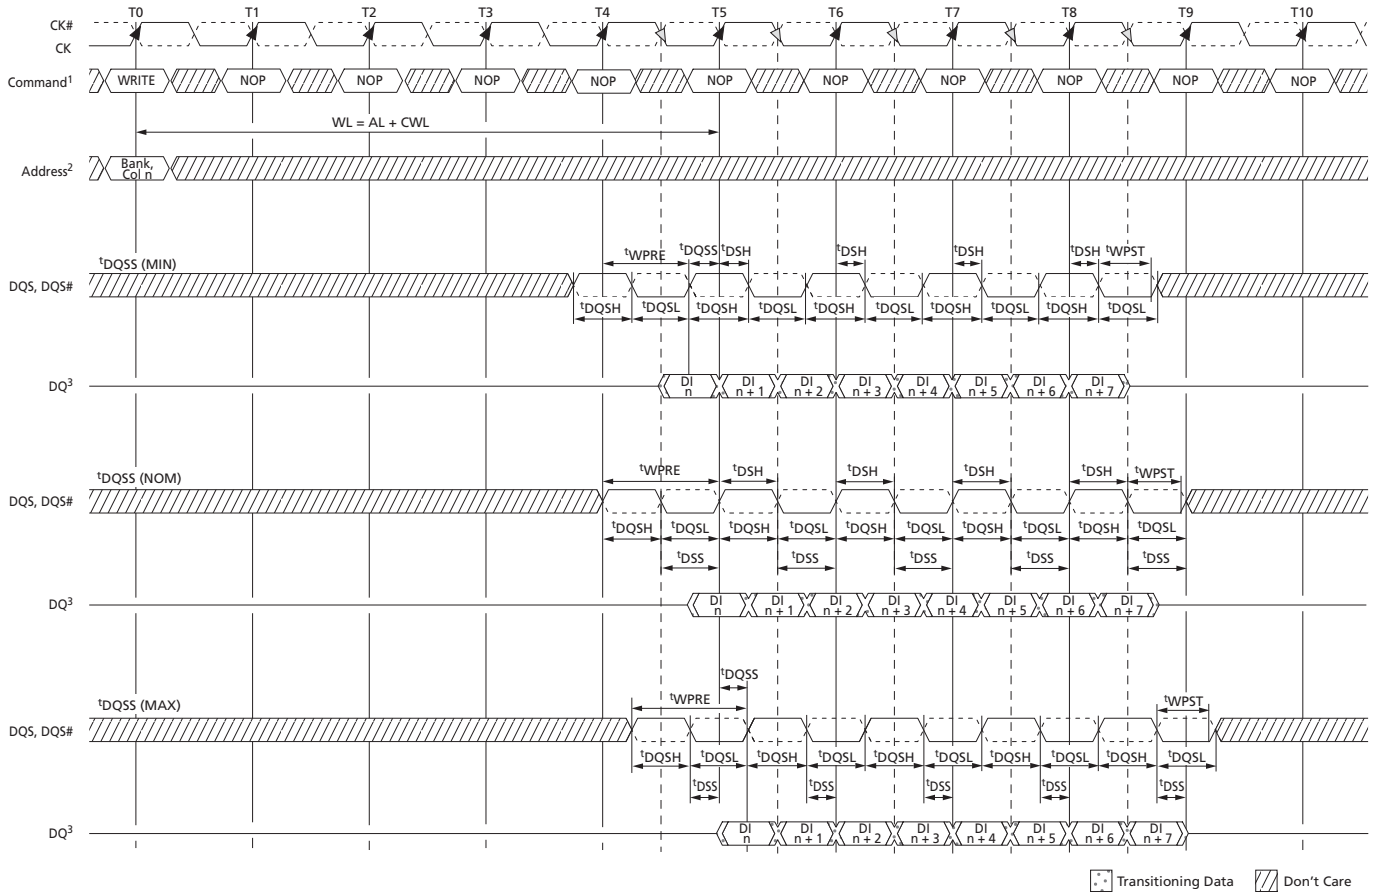 T0 T1 T2 T3 T4 T5 T6 T7 T8 T9 T10
CK#
CK
Command1 WRITE NOP NOP NOP NOP NOP NOP NOP NOP NOP NOP
WL = AL + CWL
Address2 Bank, Col n
tDQSS (MIN) tWPRE tDQSS tDSH tDSH tDSH tDSH tWPST
DQS, DQS#
tDQSH tDQSL tDQSH tDQSL tDQSH tDQSL tDQSH tDQSL tDQSH tDQSL
DQ3 DI n DI n + 1 DI n + 2 DI n + 3 DI n + 4 DI n + 5 DI n + 6 DI n + 7
tDQSS (NOM) tWPRE tDSH tDSH tDSH tDSH tWPST
DQS, DQS#
tDQSH tDQSL tDQSH tDQSL tDQSH tDQSL tDQSH tDQSL tDQSH tDQSL
tDSS tDSS tDSS tDSS tDSS
DQ3 DI n DI n + 1 DI n + 2 DI n + 3 DI n + 4 DI n + 5 DI n + 6 DI n + 7
tDQSS
tDQSS (MAX) tWPRE tWPST
DQS, DQS#
tDQSH tDQSL tDQSH tDQSL tDQSH tDQSL tDQSH tDQSL tDQSH tDQSL
tDSS tDSS tDSS tDSS tDSS
DQ3 DI n DI n + 1 DI n + 2 DI n + 3 DI n + 4 DI n + 5 DI n + 6 DI n + 7
Transitioning Data Don't Care